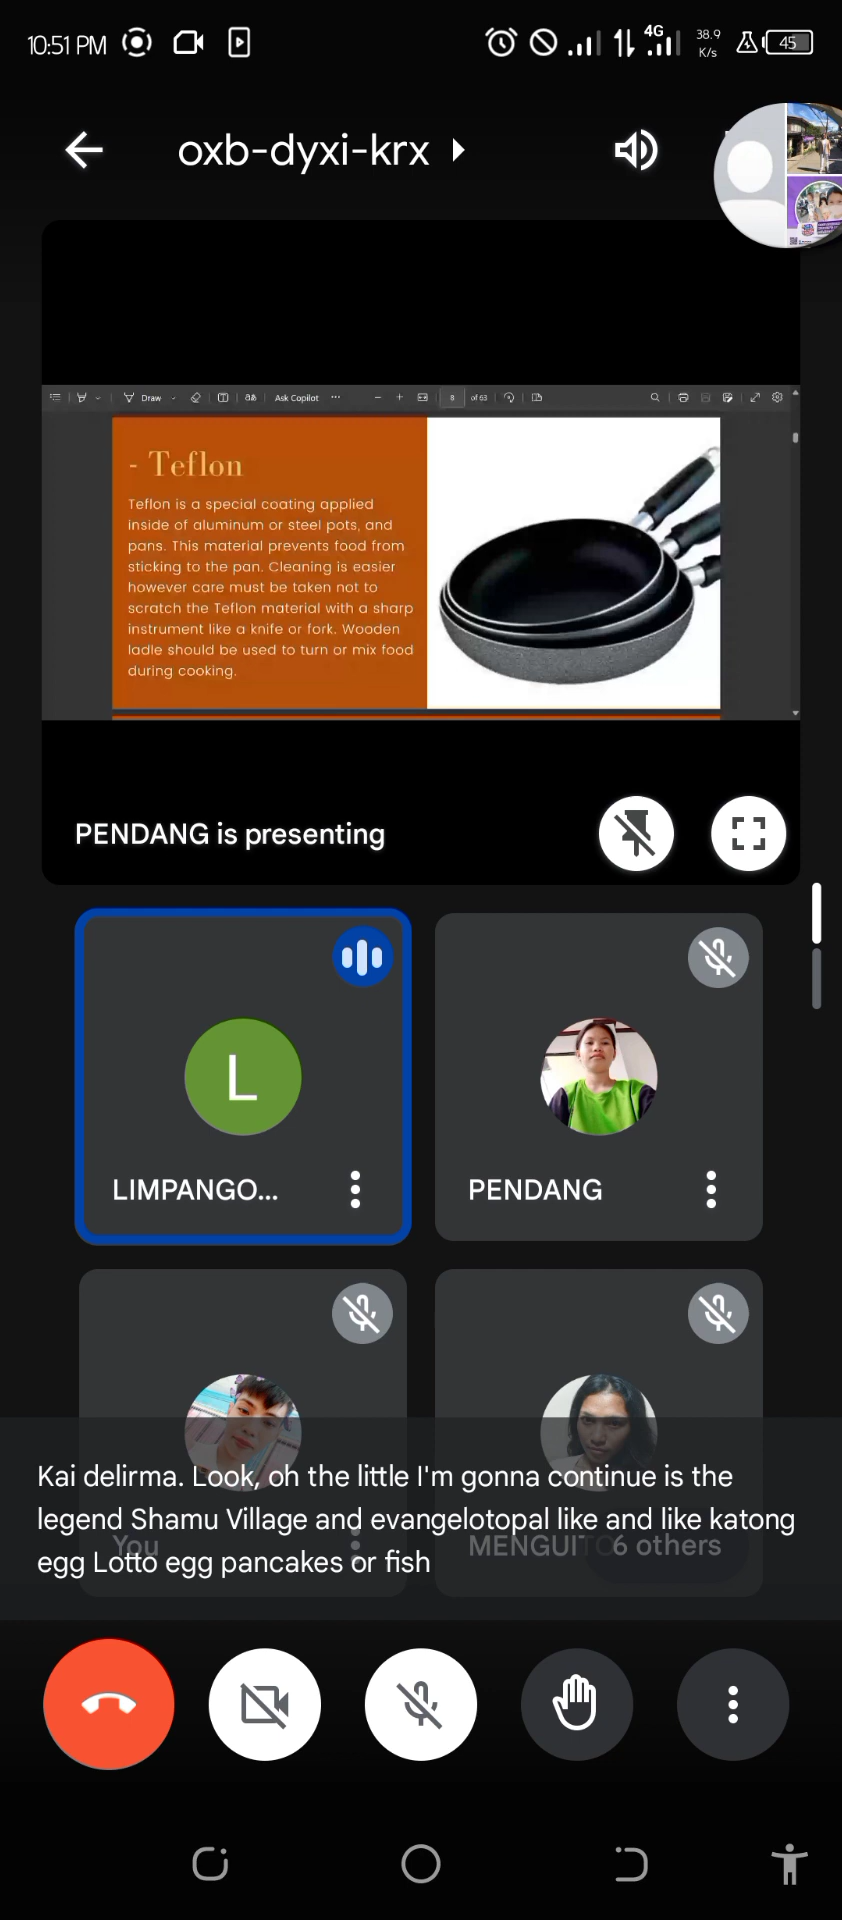 10:51 PM 4G 38.9 K/s 45
oxb-dyxi-krx
Draw aあ Ask Copilot 8 of 63
- Teflon
Teflon is a special coating applied
inside of aluminum or steel pots, and
pans. This material prevents food from
sticking to the pan. Cleaning is easier
however care must be taken not to
scratch the Teflon material with a sharp
instrument like a knife or fork. Wooden
ladle should be used to turn or mix food
during cooking.
PENDANG is presenting
L
LIMPANGO...
PENDANG
Kai delirma. Look, oh the little I'm gonna continue is the
legend Shamu Village and evangelotopal like and like katong
egg Lotto egg pancakes or fish
You
MENGUITO
6 others